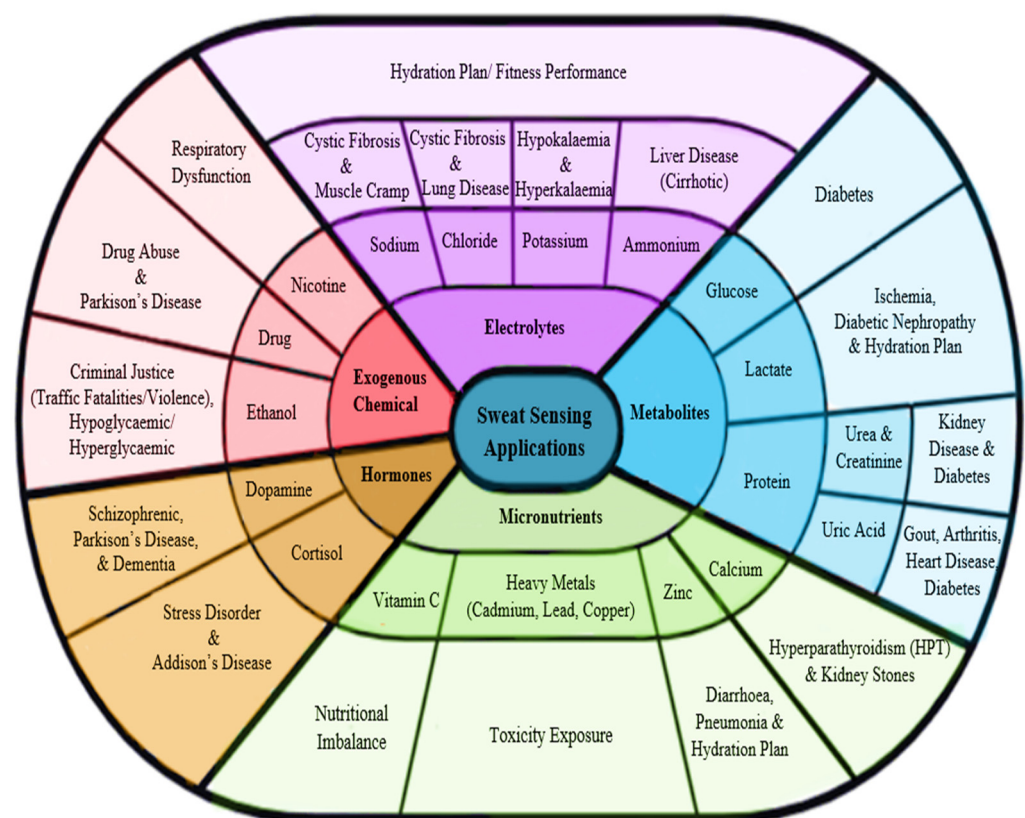 Hydration Plan/ Fitness Performance
Cystic Fibrosis
&
Muscle Cramp
Cystic Fibrosis
&
Lung Disease
Hypokalaemia
&
Hyperkalaemia
Liver Disease
(Cirrhotic)
Sodium
Chloride
Potassium
Ammonium
Electrolytes
Respiratory
Dysfunction
Nicotine
Drug Abuse
&
Parkison's Disease
Drug
Criminal Justice
(Traffic Fatalities/Violence),
Hypoglycaemic/
Hyperglycaemic
Ethanol
Exogenous
Chemical
Sweat Sensing
Applications
Metabolites
Glucose
Diabetes
Lactate
Ischemia,
Diabetic Nephropathy
& Hydration Plan
Protein
Urea &
Creatinine
Kidney
Disease &
Diabetes
Uric Acid
Gout, Arthritis,
Heart Disease,
Diabetes
Hormones
Dopamine
Schizophrenic,
Parkison's Disease,
& Dementia
Cortisol
Stress Disorder
&
Addison's Disease
Micronutrients
Vitamin C
Heavy Metals
(Cadmium, Lead, Copper)
Zinc
Calcium
Nutritional
Imbalance
Toxicity Exposure
Diarrhoea,
Pneumonia &
Hydration Plan
Hyperparathyroidism (HPT)
& Kidney Stones